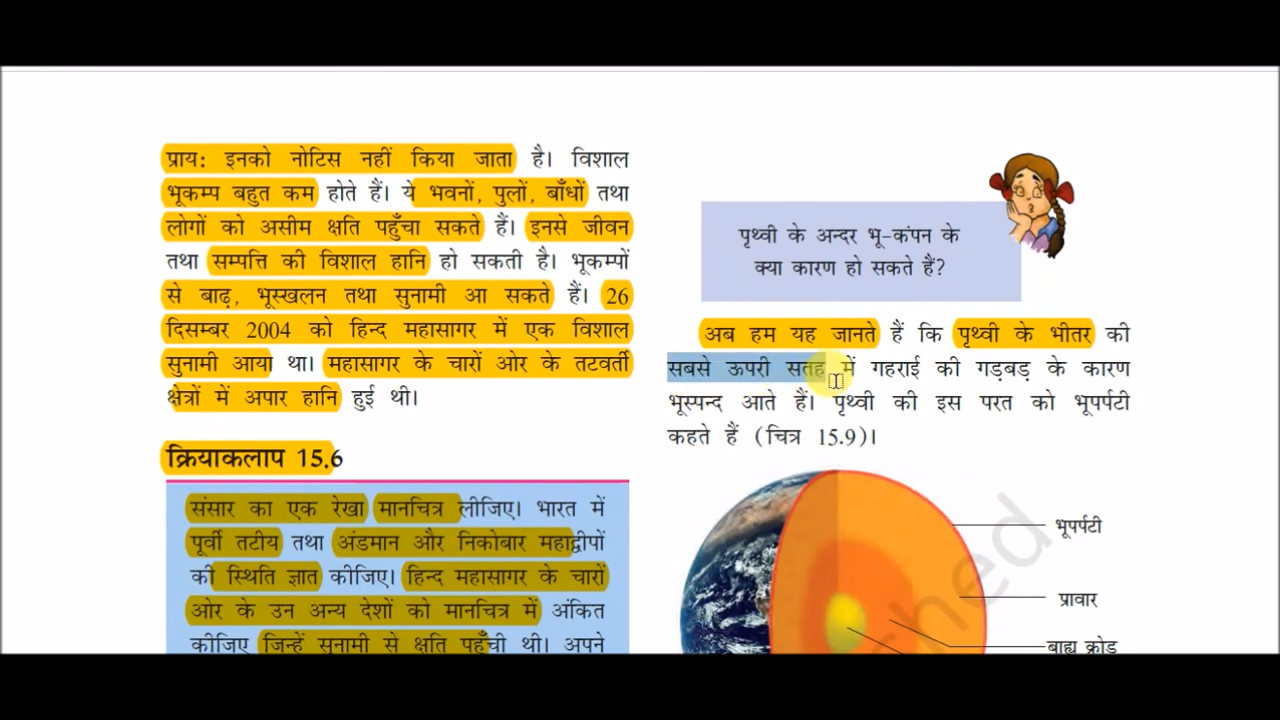 प्राय: इनको नोटिस नहीं किया जाता है। विशाल
भूकम्प बहुत कम होते हैं। ये भवनों, पुलों, बाँधों तथा
लोगों को असीम क्षति पहुँचा सकते हैं। इनसे जीवन
तथा सम्पत्ति की विशाल हानि हो सकती है। भूकम्पों
से बाढ़, भूस्खलन तथा सुनामी आ सकते हैं। 26
दिसम्बर 2004 को हिन्द महासागर में एक विशाल
सुनामी आया था। महासागर के चारों ओर के तटवर्ती
क्षेत्रों में अपार हानि हुई थी।
क्रियाकलाप 15.6
संसार का एक रेखा मानचित्र लीजिए। भारत में
पूर्वी तटीय तथा अंडमान और निकोबार महाद्वीपों
की स्थिति ज्ञात कीजिए। हिन्द महासागर के चारों
ओर के उन अन्य देशों को मानचित्र में अंकित
कीजिए जिन्हें सुनामी से क्षति पहुँची थी। अपने
पृथ्वी के अन्दर भू-कंपन के
क्या कारण हो सकते हैं?
अब हम यह जानते हैं कि पृथ्वी के भीतर की
सबसे ऊपरी सतह में गहराई की गड़बड़ के कारण
भूस्पन्द आते हैं। पृथ्वी की इस परत को भूपर्पटी
कहते हैं (चित्र 15.9)।
भूपर्पटी
प्रावार
बाह्य क्रोड